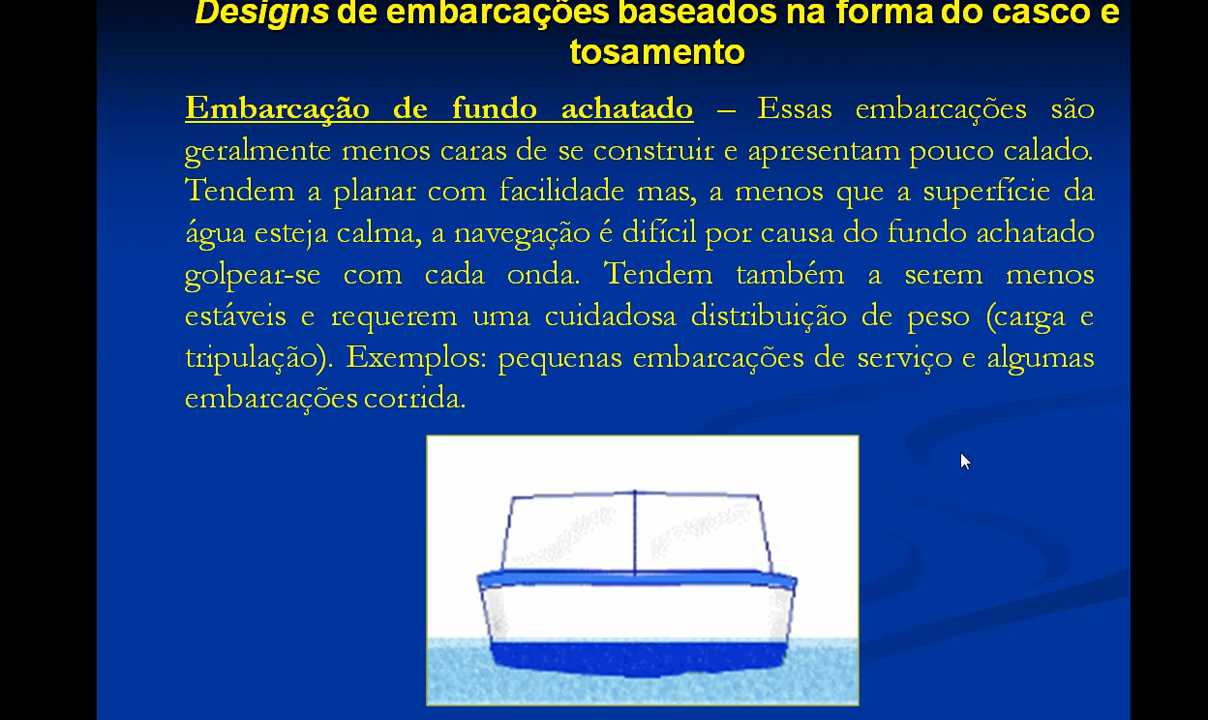 Designs de embarcações baseados na forma do casco e
tosamento
Embarcação de fundo achatado – Essas embarcações são
geralmente menos caras de se construir e apresentam pouco calado.
Tendem a planar com facilidade mas, a menos que a superfície da
água esteja calma, a navegação é difícil por causa do fundo achatado
golpear-se com cada onda. Tendem também a serem menos
estáveis e requerem uma cuidadosa distribuição de peso (carga e
tripulação). Exemplos: pequenas embarcações de serviço e algumas
embarcações corrida.